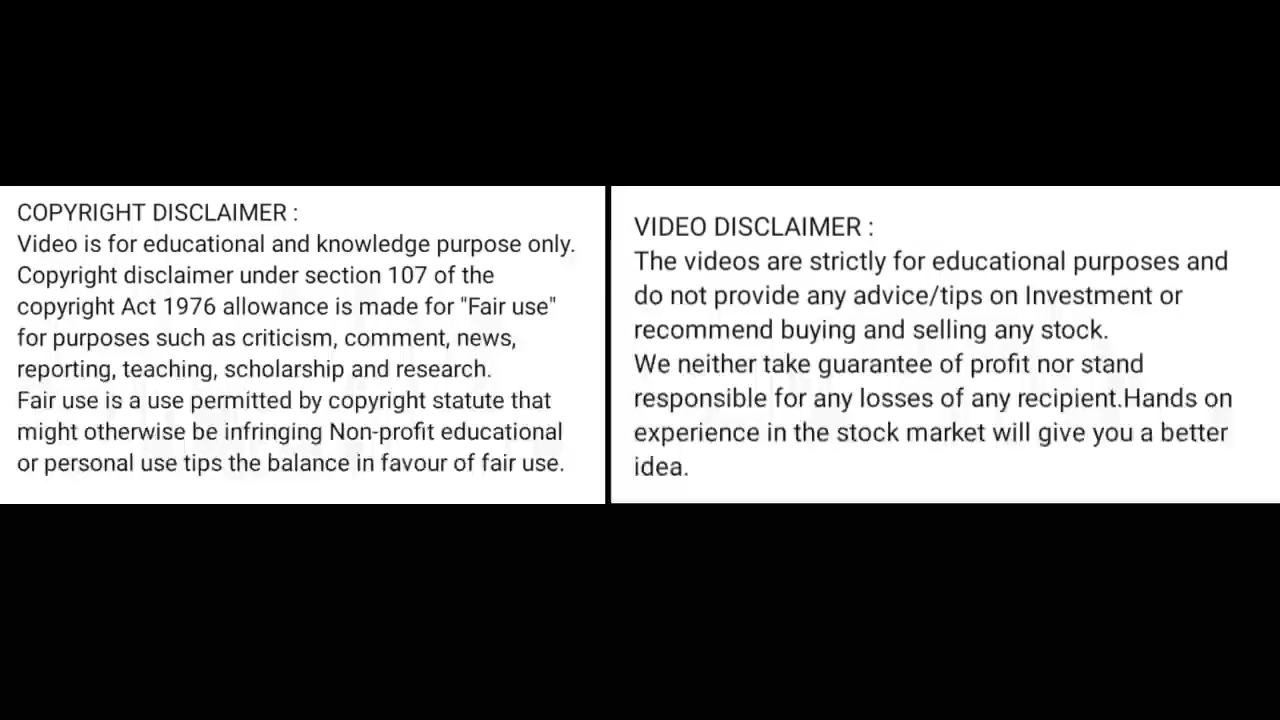 COPYRIGHT DISCLAIMER :
Video is for educational and knowledge purpose only.
Copyright disclaimer under section 107 of the
copyright Act 1976 allowance is made for "Fair use"
for purposes such as criticism, comment, news,
reporting, teaching, scholarship and research.
Fair use is a use permitted by copyright statute that
might otherwise be infringing Non-profit educational
or personal use tips the balance in favour of fair use.
VIDEO DISCLAIMER :
The videos are strictly for educational purposes and
do not provide any advice/tips on Investment or
recommend buying and selling any stock.
We neither take guarantee of profit nor stand
responsible for any losses of any recipient.Hands on
experience in the stock market will give you a better
idea.